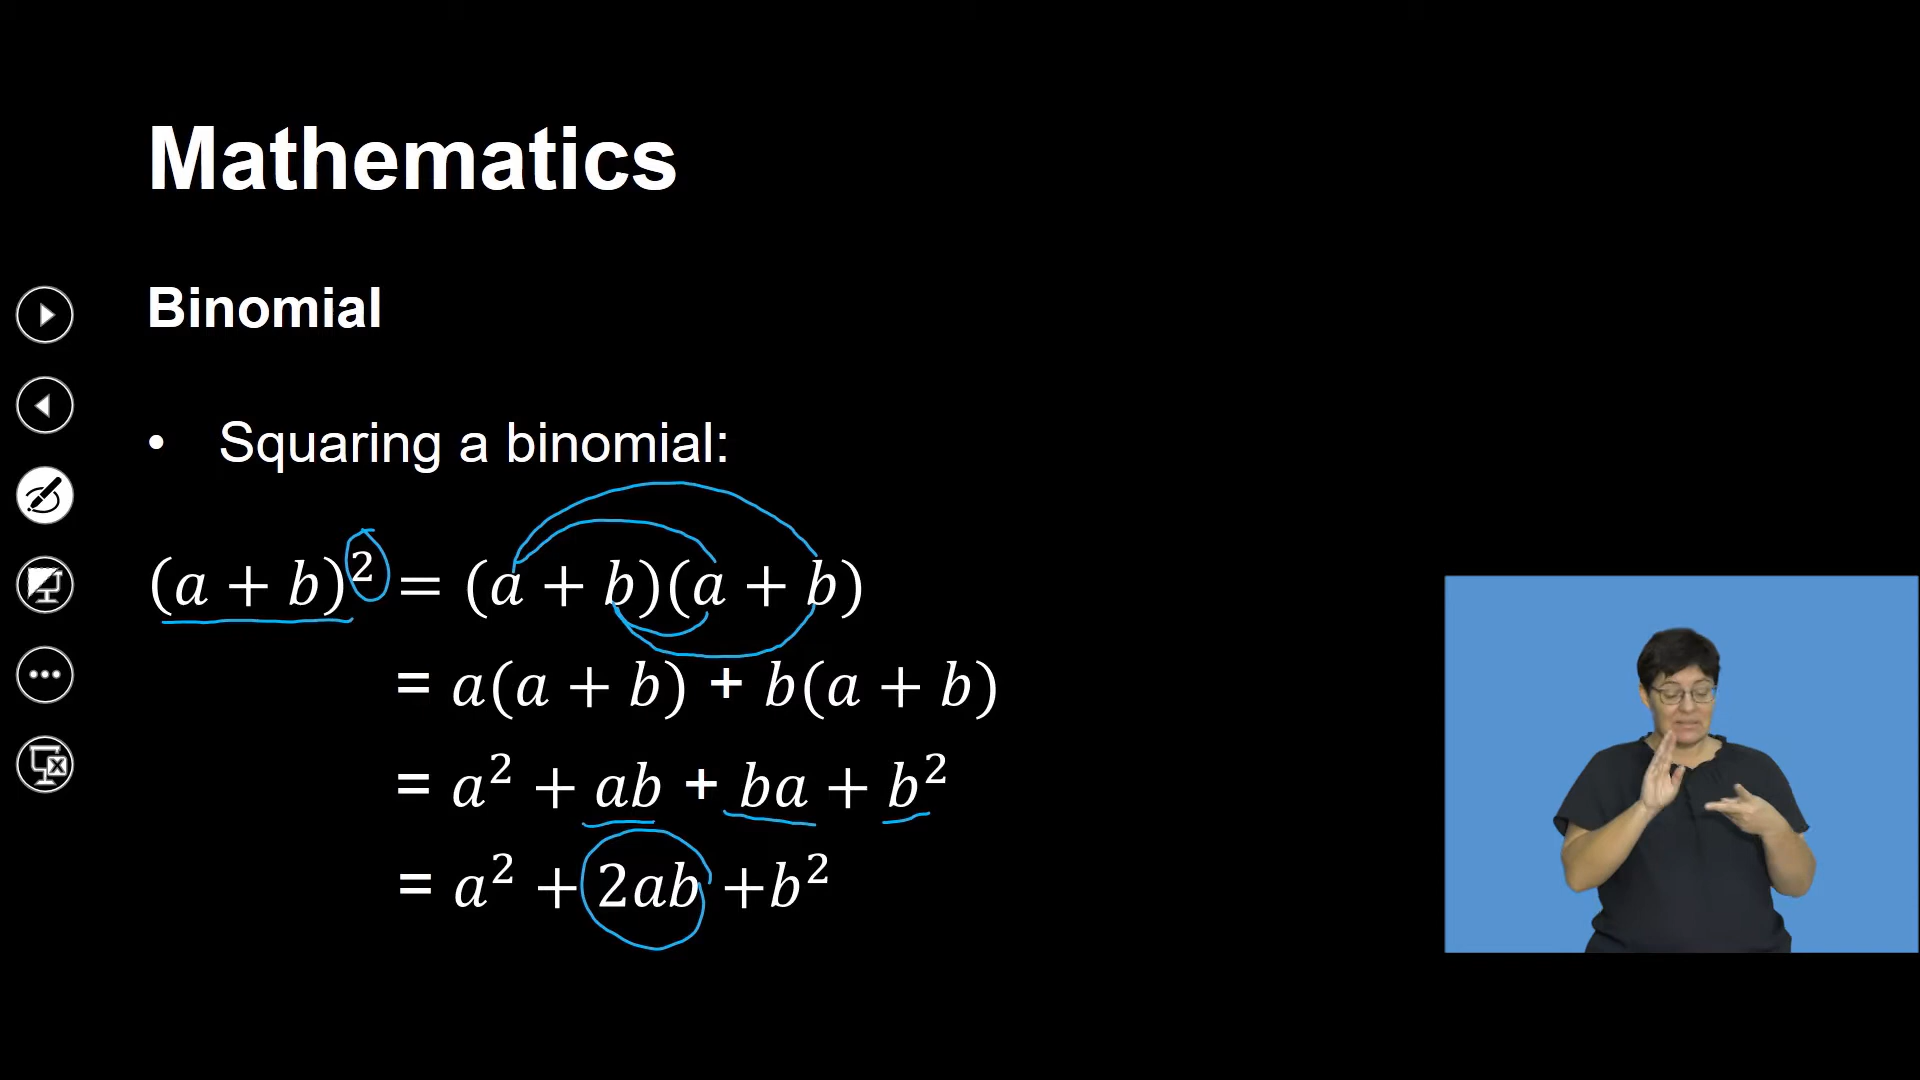 Mathematics
Binomial
• Squaring a binomial:
(a + b)² = (a + b)(a + b)
= a(a + b) + b(a + b)
= a² + ab + ba + b²
= a² + 2ab +b²